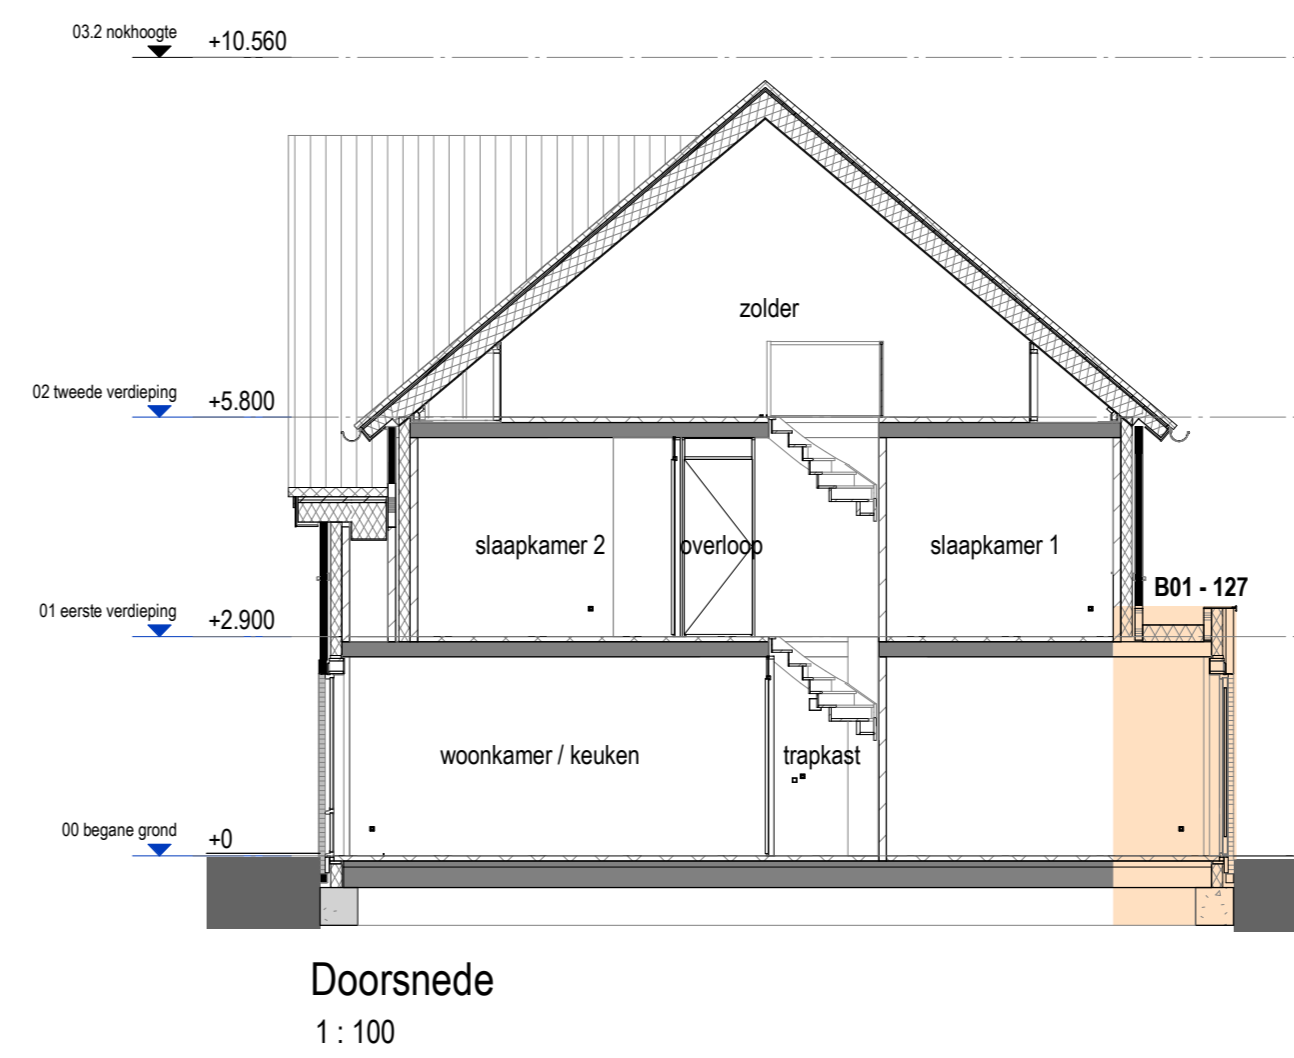 03.2 nokhoogte +10.560
zolder
02 tweede verdieping +5.800
slaapkamer 2 overloop slaapkamer 1
B01 - 127
01 eerste verdieping +2.900
woonkamer / keuken trapkast
00 begane grond +0
Doorsnede
1 : 100